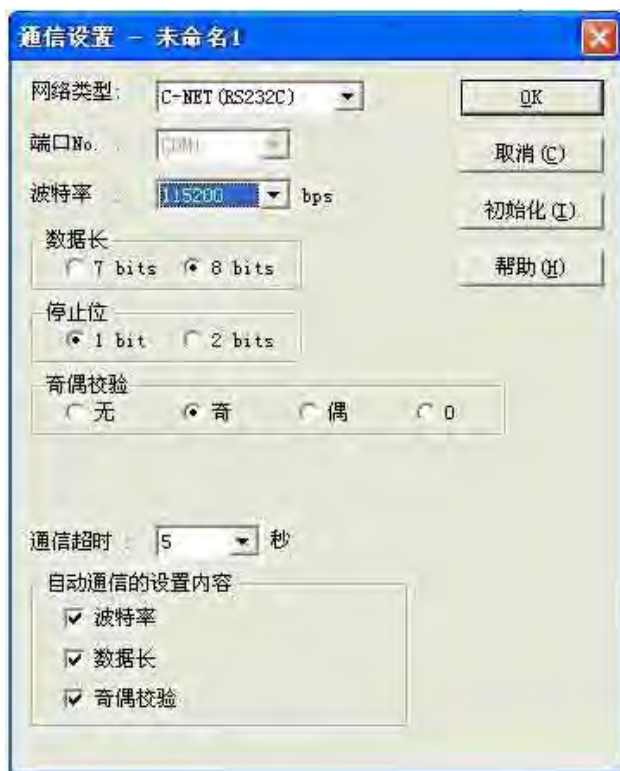 通信设置 - 未命名1
网络类型: C-NET(RS232C) OK
端口No. : COM1 取消(C)
波特率 : 115200 bps 初始化(I)
数据长 帮助(H)
7 bits 8 bits
停止位
1 bit 2 bits
奇偶校验
无 奇 偶 0
通信超时 : 5 秒
自动通信的设置内容
波特率
数据长
奇偶校验